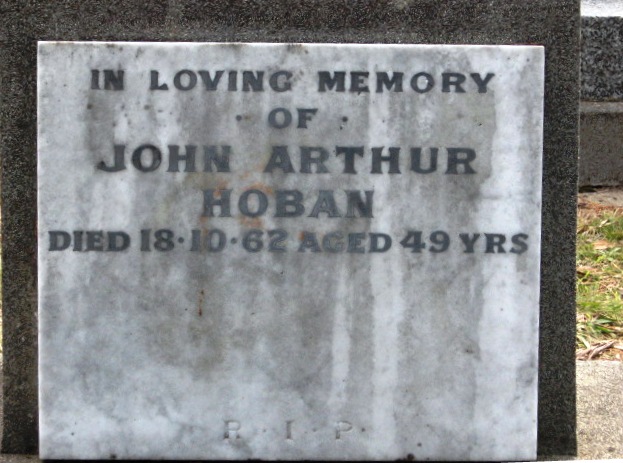 IN LOVING MEMORY
· OF ·
JOHN ARTHUR
HOBAN
DIED 18·10·62 AGED 49 YRS
R·I·P·